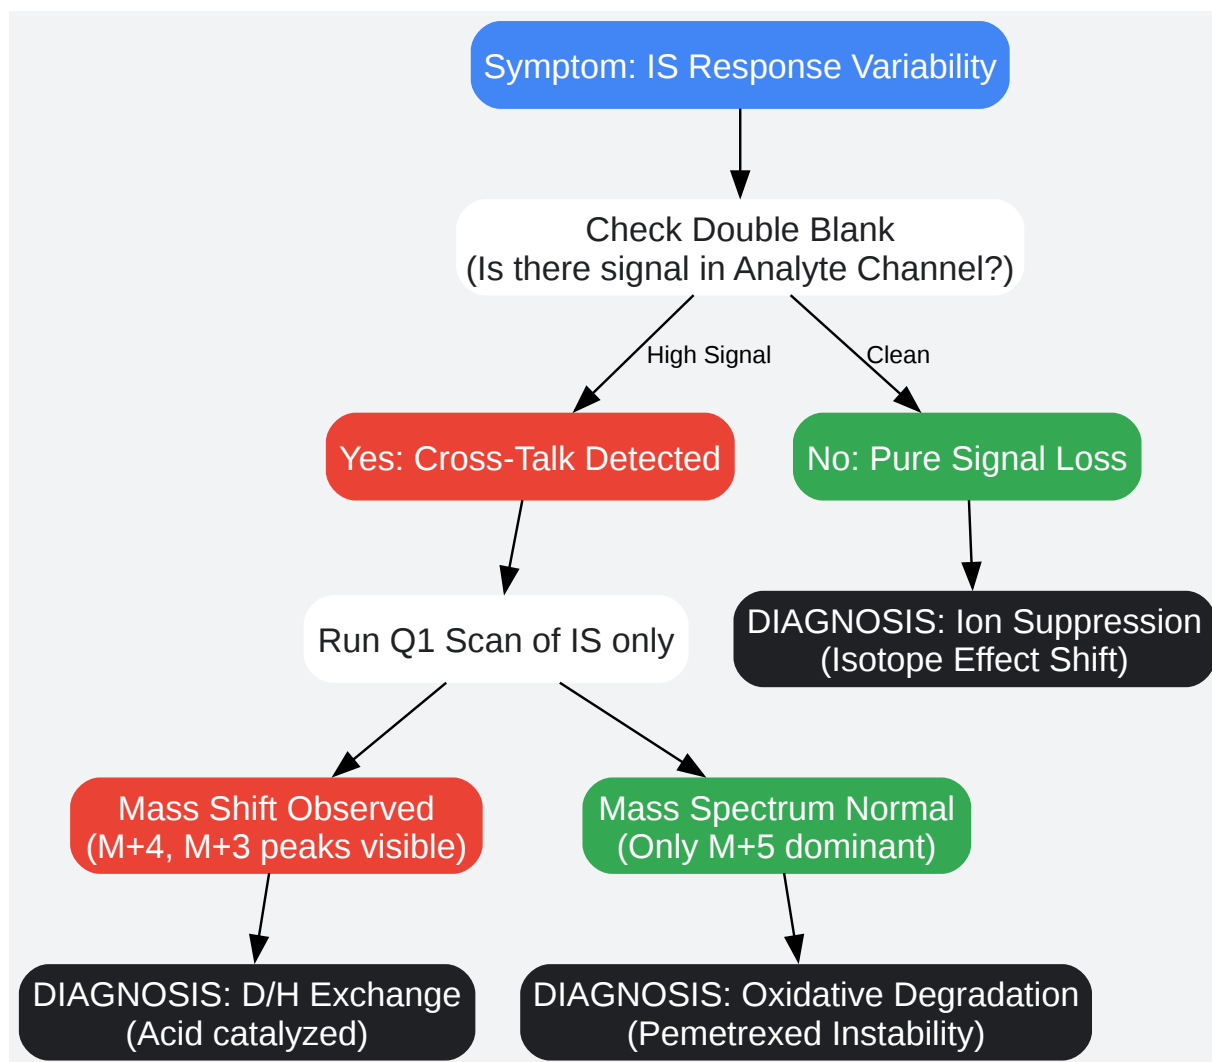 Symptom: IS Response Variability
Check Double Blank
(Is there signal in Analyte Channel?)
High Signal
Clean
Yes: Cross-Talk Detected
No: Pure Signal Loss
Run Q1 Scan of IS only
DIAGNOSIS: Ion Suppression
(Isotope Effect Shift)
Mass Shift Observed
(M+4, M+3 peaks visible)
Mass Spectrum Normal
(Only M+5 dominant)
DIAGNOSIS: D/H Exchange
(Acid catalyzed)
DIAGNOSIS: Oxidative Degradation
(Pemetrexed Instability)